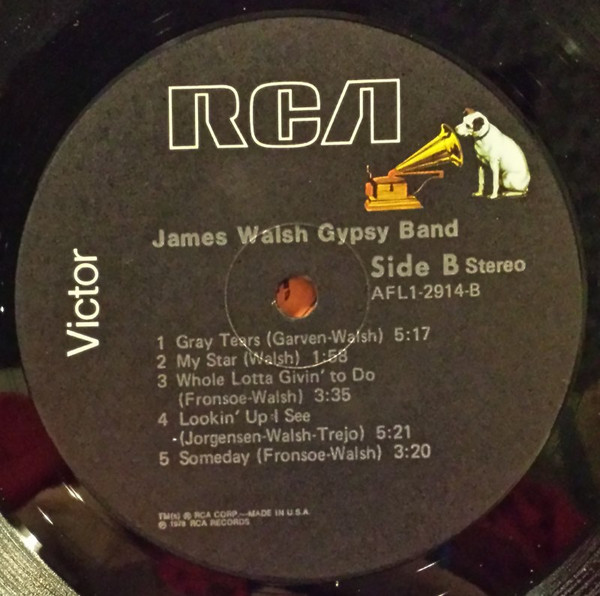 RCA
Victor
James Walsh Gypsy Band
Side B Stereo
AFL1-2914-B
1 Gray Tears (Garven-Walsh) 5:17
2 My Star (Walsh) 1:58
3 Whole Lotta Givin' to Do
(Fronsoe-Walsh) 3:35
4 Lookin' Up I See
(Jorgensen-Walsh-Trejo) 5:21
5 Someday (Fronsoe-Walsh) 3:20
TM(s) ® RCA CORP.—MADE IN U.S.A.
℗ 1978 RCA RECORDS